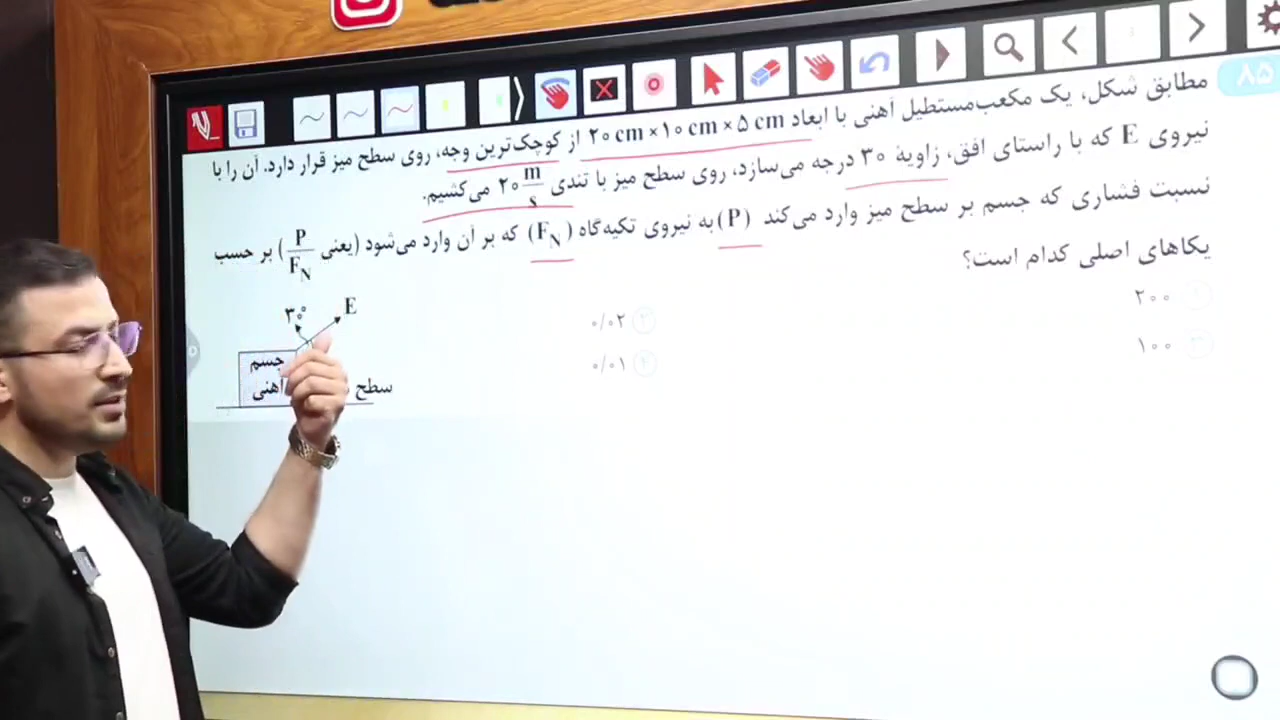 ۸۵
مطابق شکل، یک مکعب‌مستطیل آهنی با ابعاد ۲۰ cm × ۱۰ cm × ۵ cm از کوچک‌ترین وجه، روی سطح میز قرار دارد. آن را با
نیروی E که با راستای افق، زاویهٔ ۳۰ درجه می‌سازد، روی سطح میز با تندی ۲۰ m/s می‌کشیم.
نسبت فشاری که جسم بر سطح میز وارد می‌کند (P) به نیروی تکیه‌گاه (F_N) که بر آن وارد می‌شود (یعنی P/F_N) بر حسب
یکاهای اصلی کدام است؟
۲۰۰
۰/۰۲
۱۰۰
۰/۰۱
۳۰°
E
جسم
آهنی
سطح